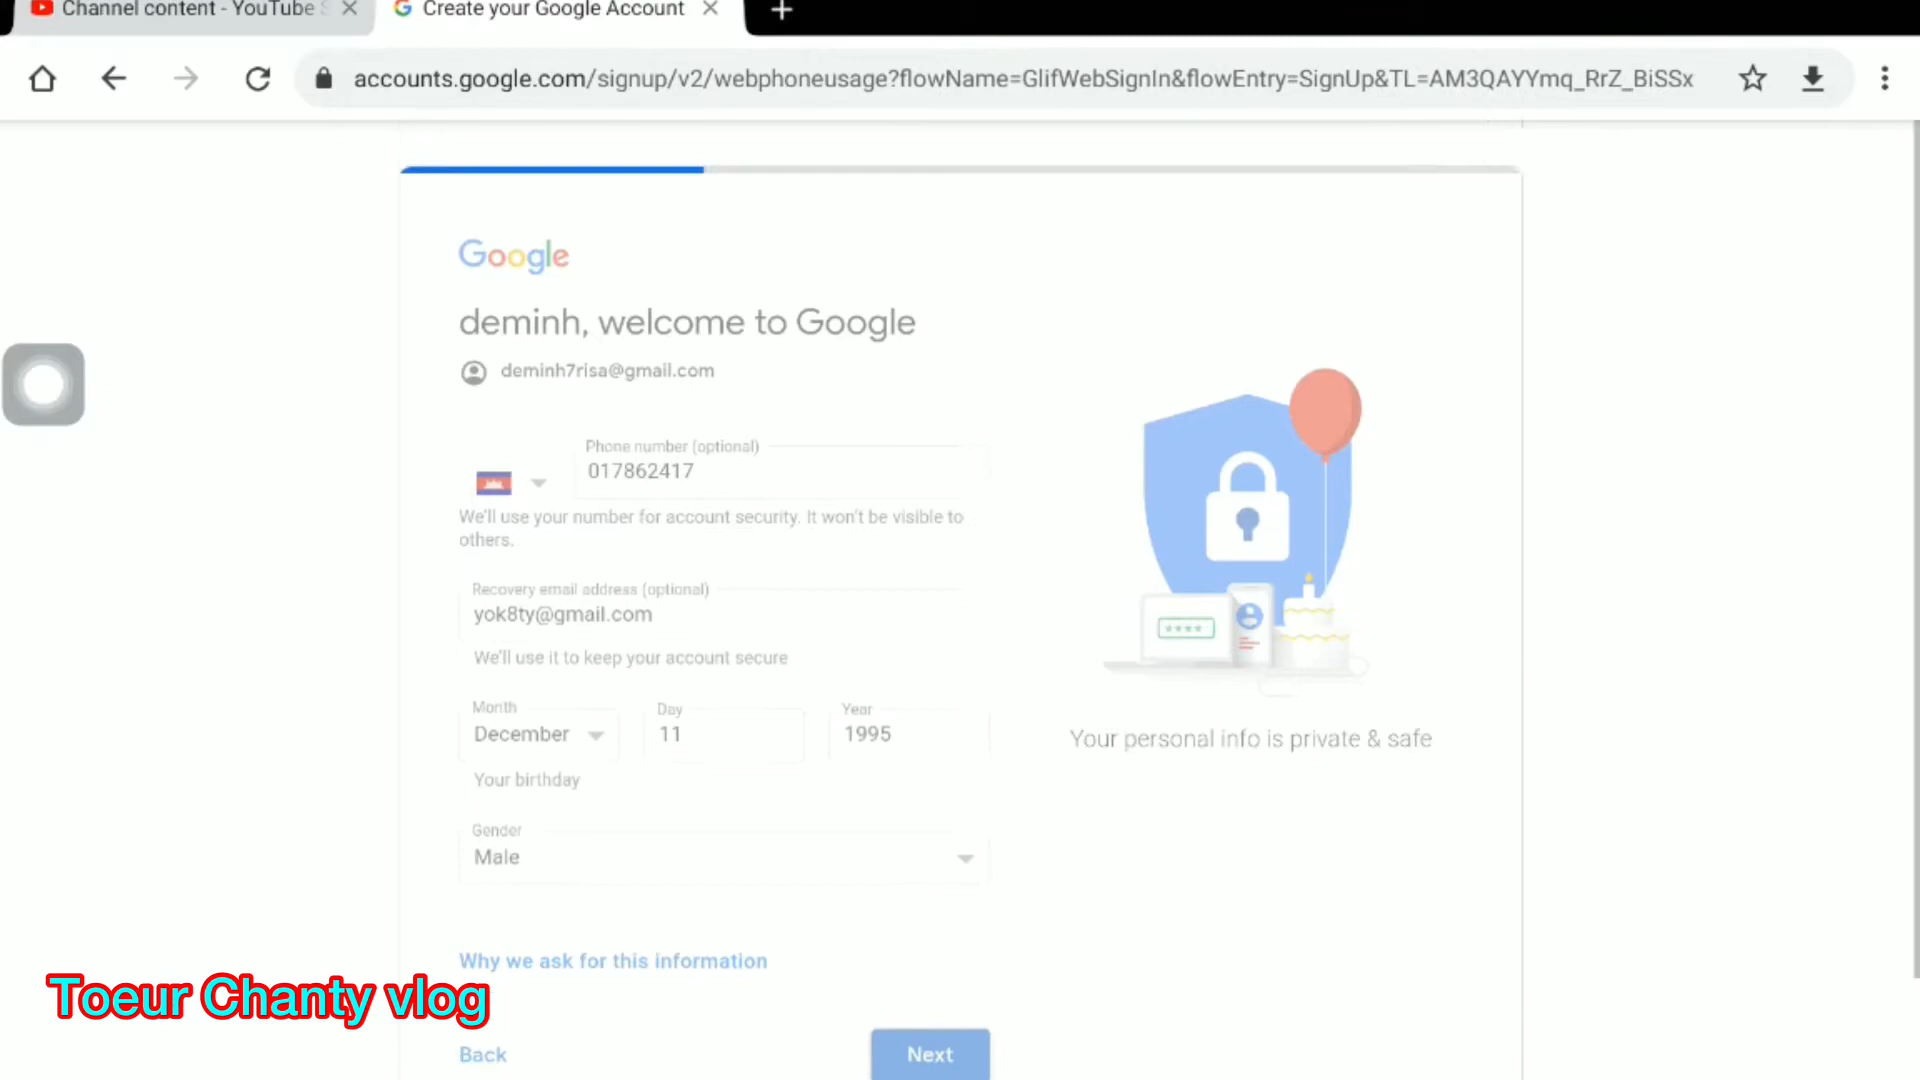 Channel content - YouTube S
Create your Google Account
accounts.google.com/signup/v2/webphoneusage?flowName=GlifWebSignIn&flowEntry=SignUp&TL=AM3QAYYmq_RrZ_BiSSx
Google
deminh, welcome to Google
deminh7risa@gmail.com
Phone number (optional)
017862417
We'll use your number for account security. It won't be visible to
others.
Recovery email address (optional)
yok8ty@gmail.com
We'll use it to keep your account secure
Month
Day
Year
December
11
1995
Your birthday
Your personal info is private & safe
Gender
Male
Why we ask for this information
Toeur Chanty vlog
Back
Next